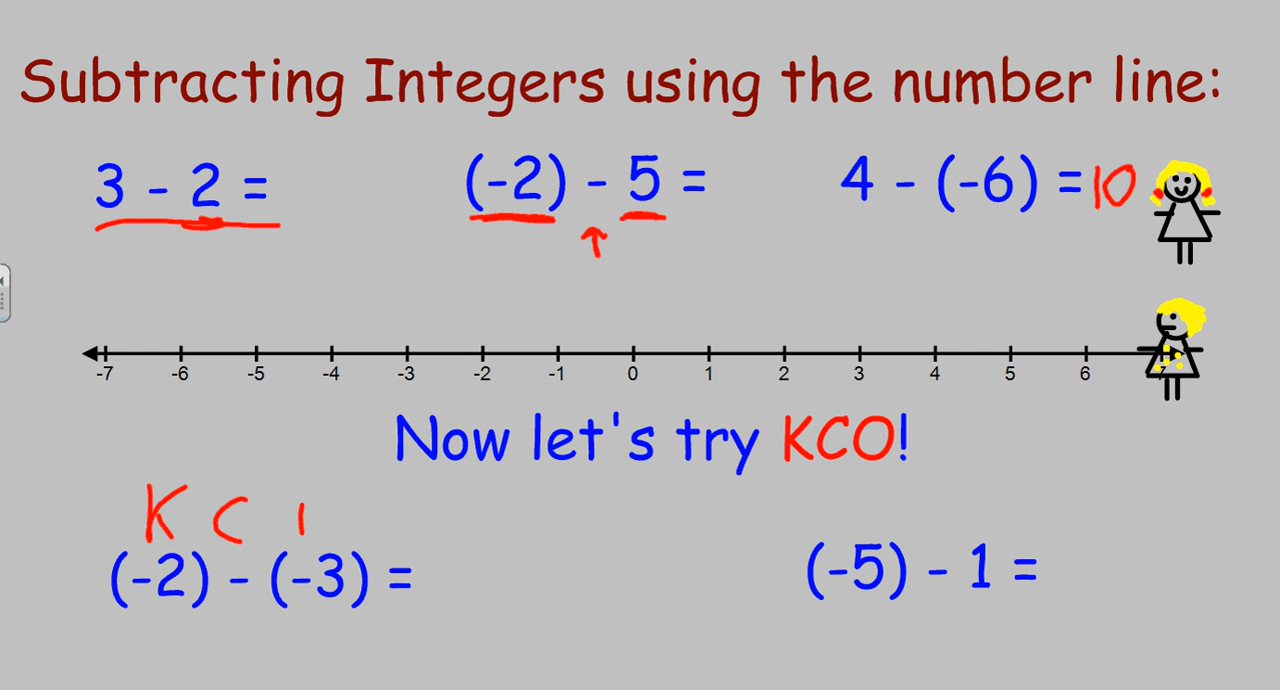 Subtracting Integers using the number line:
3 - 2 = (-2) - 5 = 4 - (-6) = 10
-7 -6 -5 -4 -3 -2 -1 0 1 2 3 4 5 6
Now let's try KCO!
K C
(-2) - (-3) = (-5) - 1 =